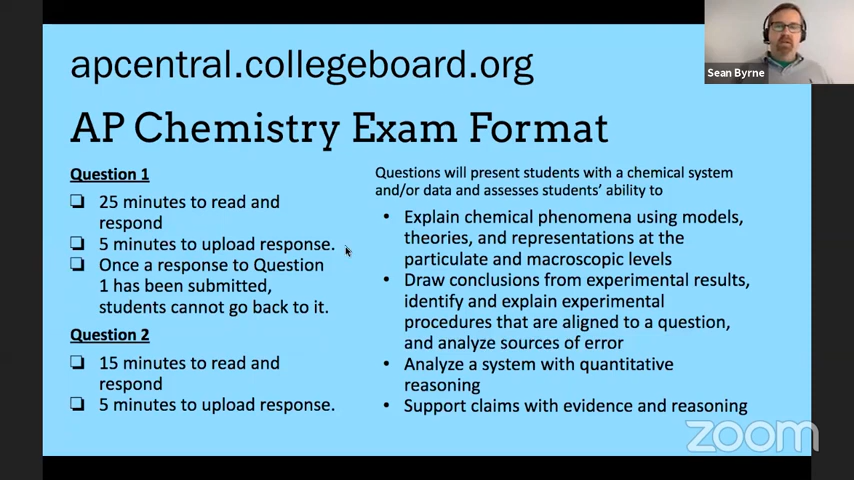 apcentral.collegeboard.org
AP Chemistry Exam Format
Question 1
❏ 25 minutes to read and
respond
❏ 5 minutes to upload response.
❏ Once a response to Question
1 has been submitted,
students cannot go back to it.
Question 2
❏ 15 minutes to read and
respond
❏ 5 minutes to upload response.
Questions will present students with a chemical system
and/or data and assesses students' ability to
• Explain chemical phenomena using models,
theories, and representations at the
particulate and macroscopic levels
• Draw conclusions from experimental results,
identify and explain experimental
procedures that are aligned to a question,
and analyze sources of error
• Analyze a system with quantitative
reasoning
• Support claims with evidence and reasoning
Sean Byrne
zoom